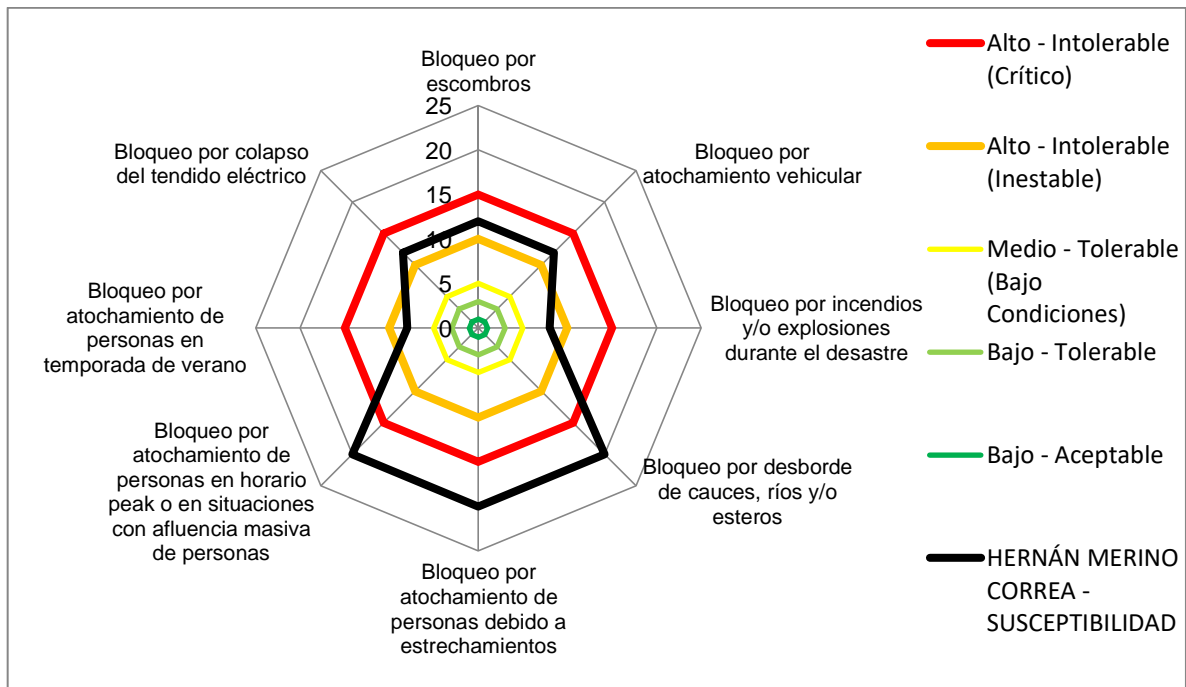 Bloqueo por
escombros
25
20
15
10
5
0
Bloqueo por
atochamiento vehicular
Bloqueo por incendios
y/o explosiones
durante el desastre
Bloqueo por desborde
de cauces, ríos y/o
esteros
Bloqueo por
atochamiento de
personas debido a
estrechamientos
Bloqueo por
atochamiento de
personas en horario
peak o en situaciones
con afluencia masiva
de personas
Bloqueo por
atochamiento de
personas en
temporada de verano
Bloqueo por colapso
del tendido eléctrico
Alto - Intolerable
(Crítico)
Alto - Intolerable
(Inestable)
Medio - Tolerable
(Bajo
Condiciones)
Bajo - Tolerable
Bajo - Aceptable
HERNÁN MERINO
CORREA -
SUSCEPTIBILIDAD